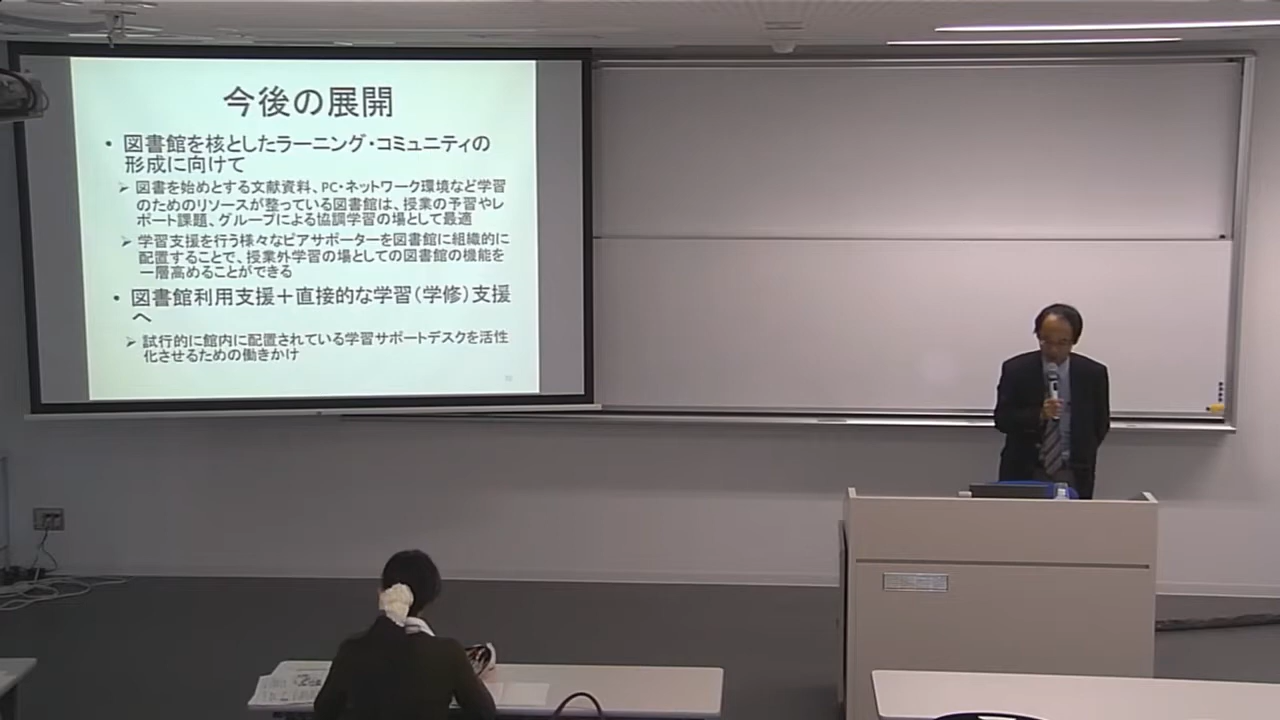 今後の展開
・図書館を核としたラーニング・コミュニティの
形成に向けて
➢ 図書を始めとする文献資料、PC・ネットワーク環境など学習
のためのリソースが整っている図書館は、授業の予習やレ
ポート課題、グループによる協調学習の場として最適
➢ 学習支援を行う様々なピアサポーターを図書館に組織的に
配置することで、授業外学習の場としての図書館の機能を
一層高めることができる
・図書館利用支援＋直接的な学習（学修）支援
へ
➢ 試行的に館内に配置されている学習サポートデスクを活性
化させるための働きかけ